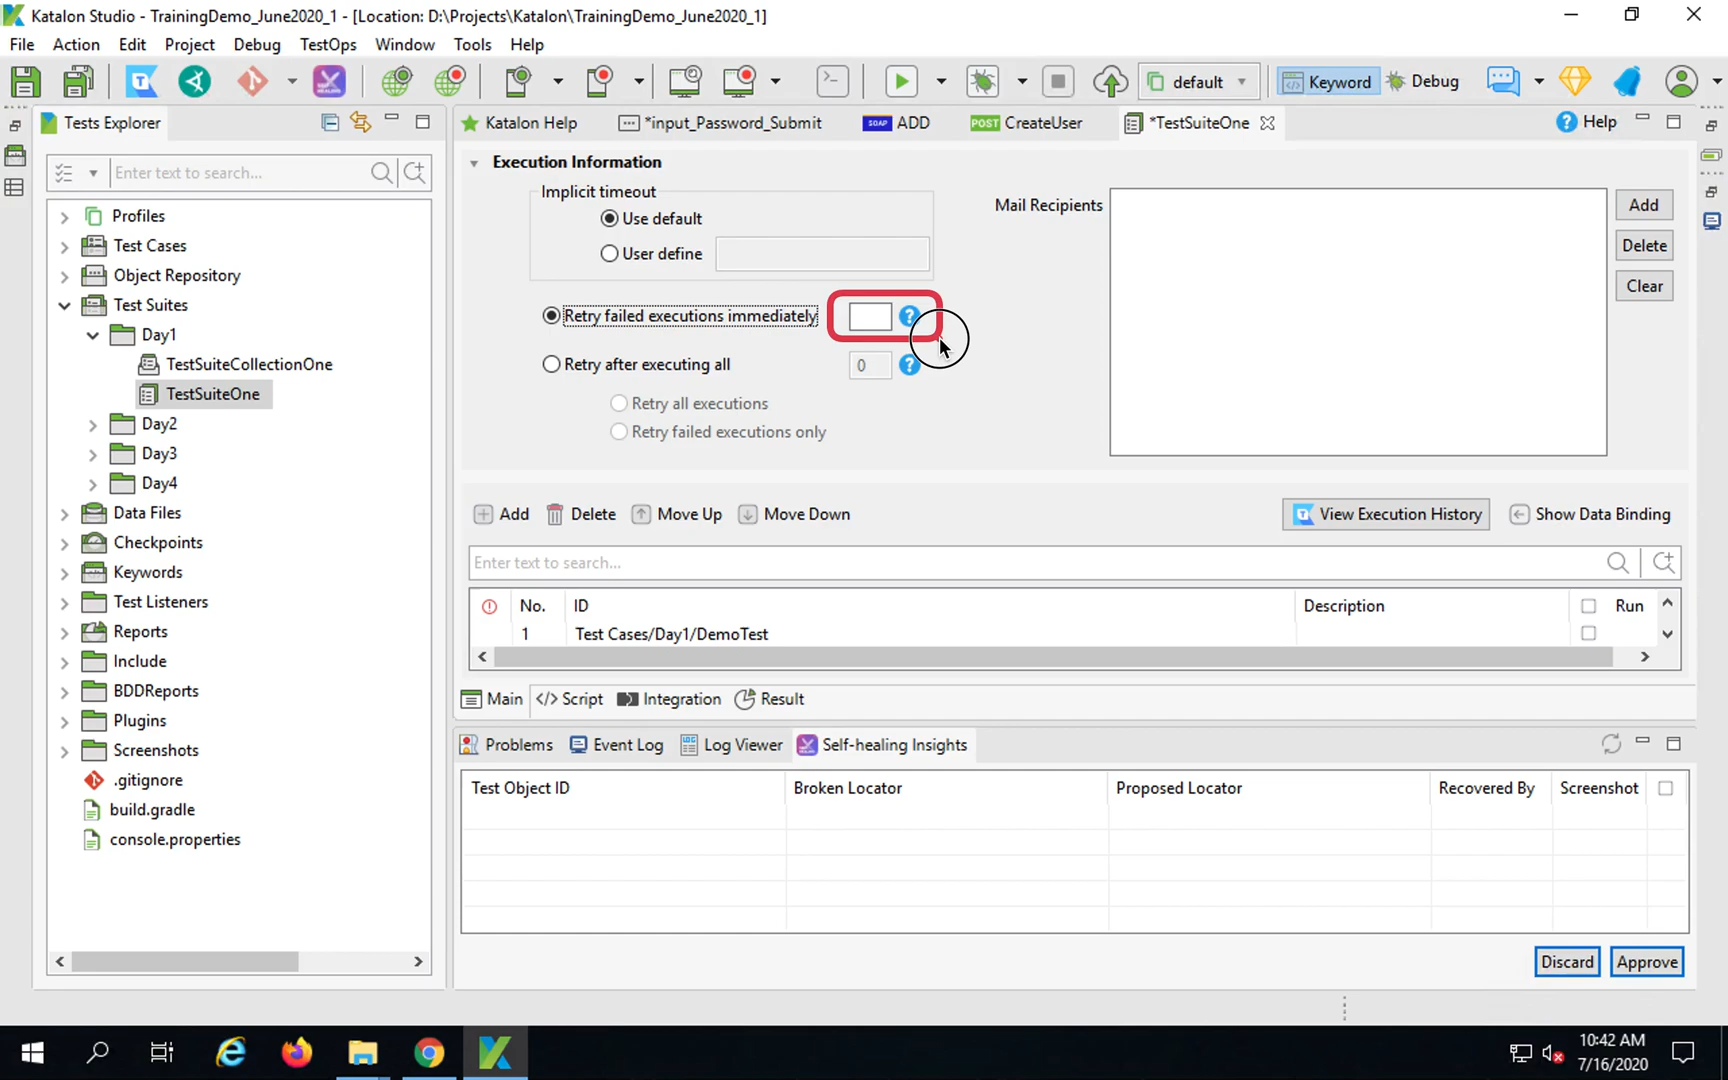 Katalon Studio - TrainingDemo_June2020_1 - [Location: D:\Projects\Katalon\TrainingDemo_June2020_1]
File Action Edit Project Debug TestOps Window Tools Help
default Keyword Debug
Tests Explorer
Enter text to search...
Profiles
Test Cases
Object Repository
Test Suites
Day1
TestSuiteCollectionOne
TestSuiteOne
Day2
Day3
Day4
Data Files
Checkpoints
Keywords
Test Listeners
Reports
Include
BDDReports
Plugins
Screenshots
.gitignore
build.gradle
console.properties
Katalon Help *input_Password_Submit SOAP ADD POST CreateUser *TestSuiteOne Help
Execution Information
Implicit timeout
Use default
User define
Retry failed executions immediately
Retry after executing all 0
Retry all executions
Retry failed executions only
Mail Recipients
Add
Delete
Clear
Add Delete Move Up Move Down View Execution History Show Data Binding
Enter text to search...
No. ID Description Run
1 Test Cases/Day1/DemoTest
Main Script Integration Result
Problems Event Log Log Viewer Self-healing Insights
Test Object ID Broken Locator Proposed Locator Recovered By Screenshot
Discard Approve
10:42 AM
7/16/2020